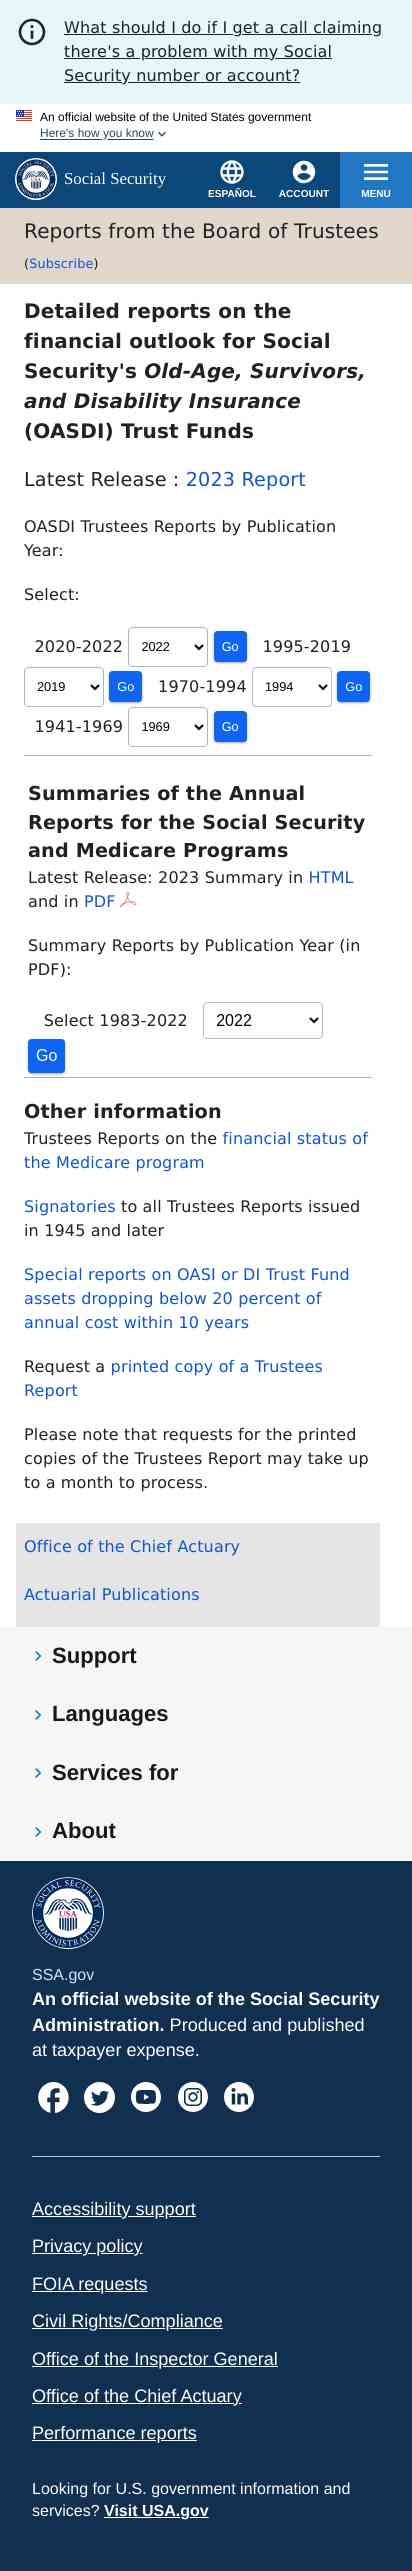 What should I do if I get a call claiming
there's a problem with my Social
Security number or account?
An official website of the United States government
Here's how you know
Social Security
ESPAÑOL
ACCOUNT
MENU
Reports from the Board of Trustees
(Subscribe)
Detailed reports on the
financial outlook for Social
Security's Old-Age, Survivors,
and Disability Insurance
(OASDI) Trust Funds
Latest Release : 2023 Report
OASDI Trustees Reports by Publication
Year:
Select:
2020-2022 2022 Go 1995-2019
2019 Go 1970-1994 1994 Go
1941-1969 1969 Go
Summaries of the Annual
Reports for the Social Security
and Medicare Programs
Latest Release: 2023 Summary in HTML
and in PDF
Summary Reports by Publication Year (in
PDF):
Select 1983-2022 2022
Go
Other information
Trustees Reports on the financial status of
the Medicare program
Signatories to all Trustees Reports issued
in 1945 and later
Special reports on OASI or DI Trust Fund
assets dropping below 20 percent of
annual cost within 10 years
Request a printed copy of a Trustees
Report
Please note that requests for the printed
copies of the Trustees Report may take up
to a month to process.
Office of the Chief Actuary
Actuarial Publications
Support
Languages
Services for
About
SOCIAL SECURITY
USA
ADMINISTRATION
SSA.gov
An official website of the Social Security
Administration. Produced and published
at taxpayer expense.
Accessibility support
Privacy policy
FOIA requests
Civil Rights/Compliance
Office of the Inspector General
Office of the Chief Actuary
Performance reports
Looking for U.S. government information and
services? Visit USA.gov